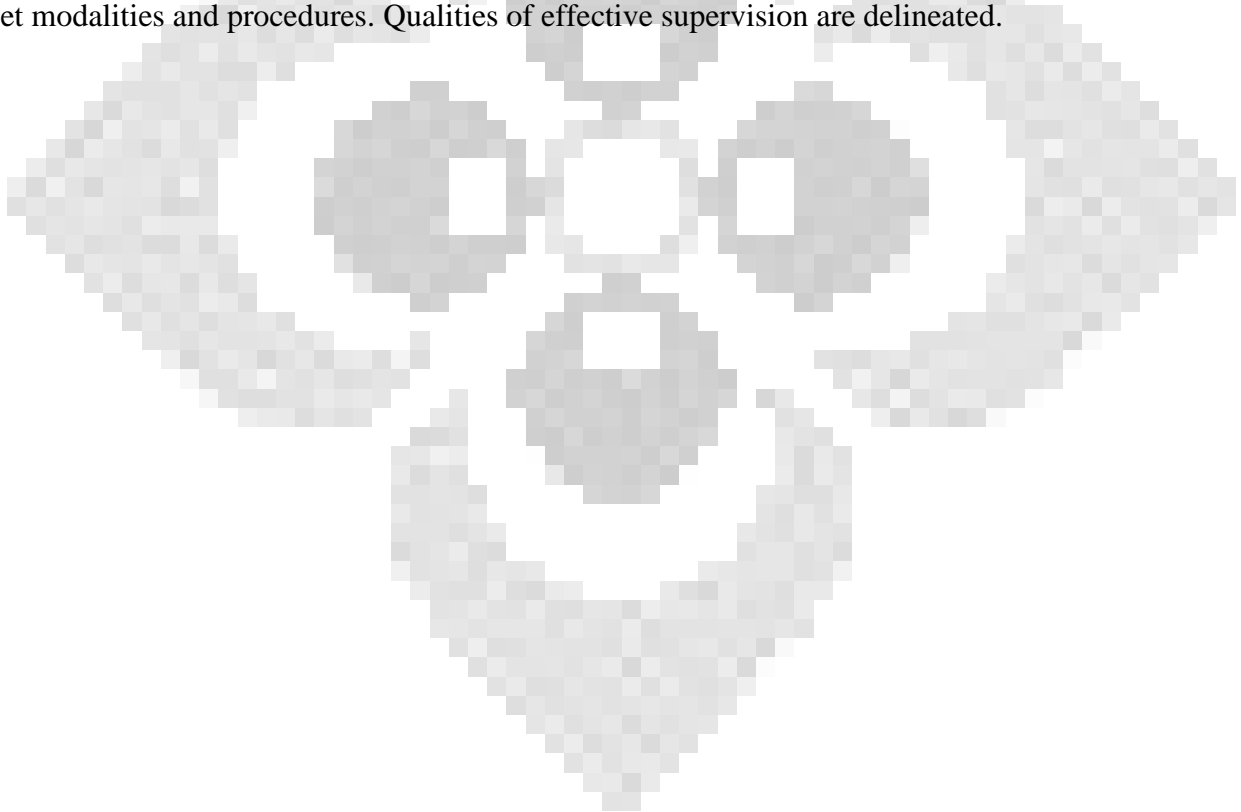 et modalities and procedures. Qualities of effective supervision are delineated.